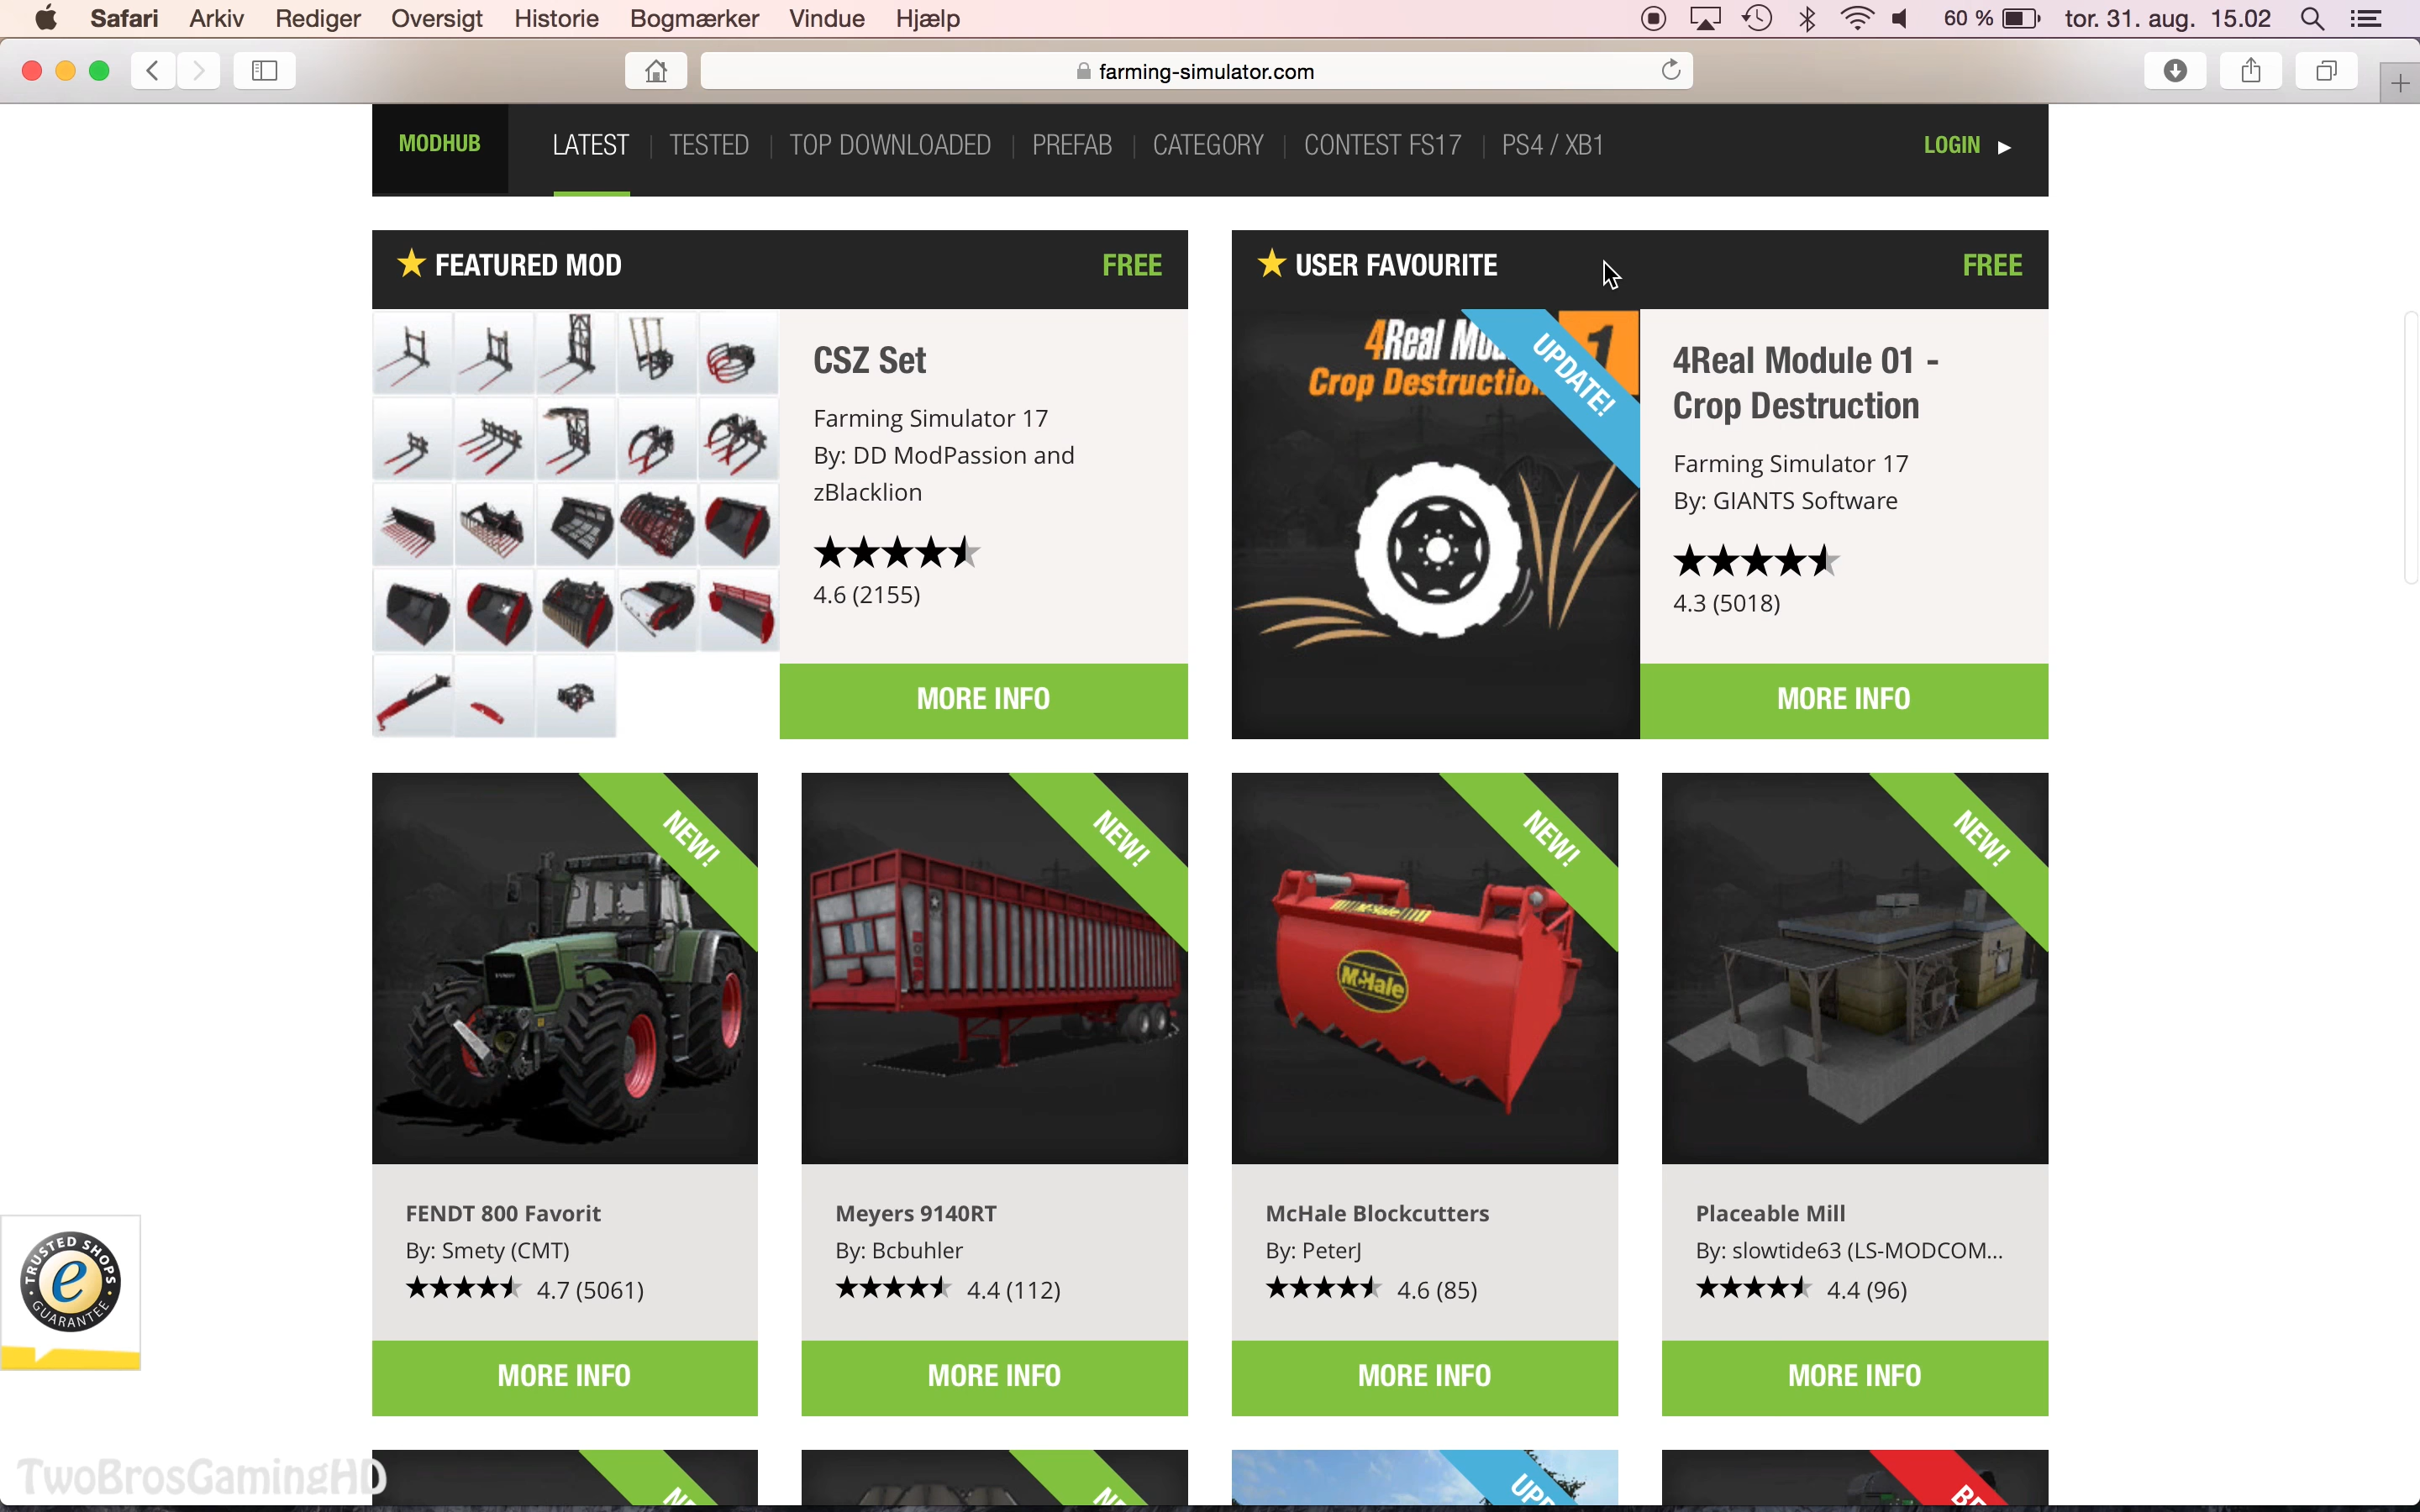 Safari Arkiv Rediger Oversigt Historie Bogmærker Vindue Hjælp 60 % tor. 31. aug. 15.02
farming-simulator.com
MODHUB LATEST TESTED TOP DOWNLOADED PREFAB CATEGORY CONTEST FS17 PS4 / XB1 LOGIN
FEATURED MOD FREE
CSZ Set
Farming Simulator 17
By: DD ModPassion and
zBlacklion
4.6 (2155)
MORE INFO
USER FAVOURITE FREE
4Real 1
Crop
UPDATE!
4Real Module 01 -
Crop Destruction
Farming Simulator 17
By: GIANTS Software
4.3 (5018)
MORE INFO
NEW!
FENDT 800 Favorit
By: Smety (CMT)
4.7 (5061)
MORE INFO
NEW!
Meyers 9140RT
By: Bcbuhler
4.4 (112)
MORE INFO
NEW!
McHale
McHale
McHale Blockcutters
By: PeterJ
4.6 (85)
MORE INFO
NEW!
Placeable Mill
By: slowtide63 (LS-MODCOM...
4.4 (96)
MORE INFO
TRUSTED SHOPS
e
GUARANTEE
TwoBrosGamingHD